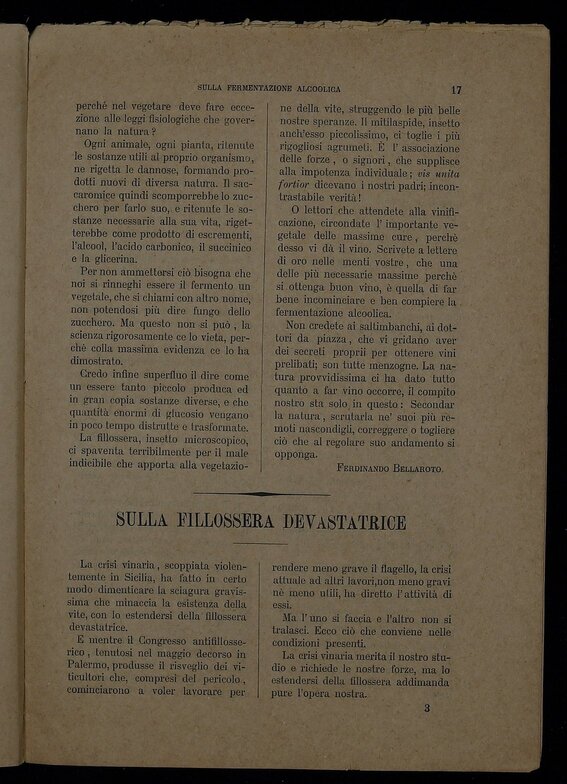 SULLA FERMENTAZIONE ALCOOLICA
17
perché nel vegetare deve fare ecce-
zione alle leggi fisiologiche che gover-
nano la natura?
Ogni animale, ogni pianta, ritenute
le sostanze utili al proprio organismo,
ne rigetta le dannose, formando pro-
dotti nuovi di diversa natura. Il sac-
caromice quindi scomporrebbe lo zuc-
chero per farlo suo, e ritenute le so-
stanze necessarie alla sua vita, riget-
terebbe come prodotto di escrementi,
l'alcool, l'acido carbonico, il succinico
e la glicerina.
Per non ammettersi ciò bisogna che
noi si rinneghi essere il fermento un
vegetale, che si chiami con altro nome,
non potendosi più dire fungo dello
zucchero. Ma questo non si può, la
scienza rigorosamente ce lo vieta, per-
chè colla massima evidenza ce lo ha
dimostrato.
Credo infine superfluo il dire come
un essere tanto piccolo produca ed
in gran copia sostanze diverse, e che
quantità enormi di glucosio vengano
in poco tempo distrutte e trasformate.
La fillossera, insetto microscopico,
ci spaventa terribilmente per il male
indicibile che apporta alla vegetazio-
ne della vite, struggendo le più belle
nostre speranze. Il mitilaspide, insetto
anch'esso piccolissimo, ci toglie i più
rigogliosi agrumeti. È l' associazione
delle forze, o signori, che supplisce
alla impotenza individuale; vis unita
fortior dicevano i nostri padri; incon-
trastabile verità!
O lettori che attendete alla vinifi-
cazione, circondate l' importante ve-
getale delle massime cure, perchè
desso vi dà il vino. Scrivete a lettere
di oro nelle menti vostre, che una
delle più necessarie massime perchè
si ottenga buon vino, è quella di far
bene incominciare e ben compiere la
fermentazione alcoolica.
Non credete ai saltimbanchi, ai dot-
tori da piazza, che vi gridano aver
dei secreti proprii per ottenere vini
prelibati; son tutte menzogne. La na-
tura provvidissima ci ha dato tutto
quanto a far vino occorre, il compito
nostro sta solo in questo: Secondar
la natura, scrutarla ne' suoi più re-
moti nascondigli, correggere o togliere
ciò che al regolare suo andamento si
opponga.
FERDINANDO BELLAROTO.
SULLA FILLOSSERA DEVASTATRICE
La crisi vinaria, scoppiata violen-
temente in Sicilia, ha fatto in certo
modo dimenticare la sciagura gravis-
sima che minaccia la esistenza della
vite, con lo estendersi della fillossera
devastatrice.
E mentre il Congresso antifillosse-
rico, tenutosi nel maggio decorso in
Palermo, produsse il risveglio dei vi-
ticultori che, compresi del pericolo,
cominciarono a voler lavorare per
rendere meno grave il flagello, la crisi
attuale ad altri lavori, non meno gravi
nè meno utili, ha diretto l'attività di
essi.
Ma l'uno si faccia e l'altro non si
tralasci. Ecco ciò che conviene nelle
condizioni presenti.
La crisi vinaria merita il nostro stu-
dio e richiede le nostre forze, ma lo
estendersi della fillossera addimanda
pure l'opera nostra.
3